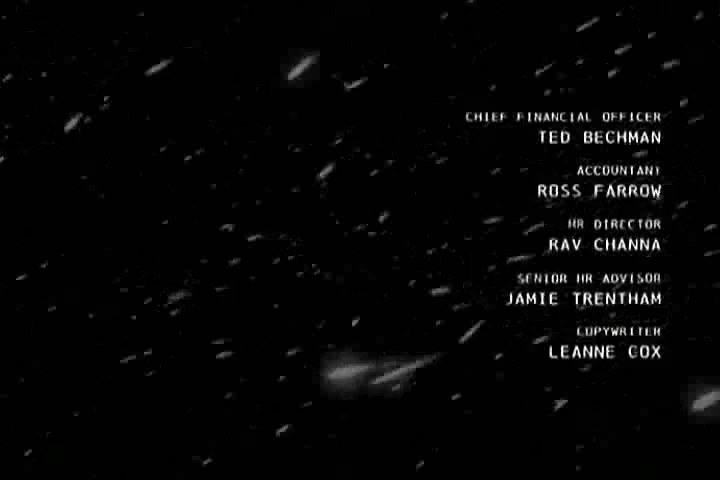 CHIEF FINANCIAL OFFICER
TED BECHMAN
ACCOUNTANT
ROSS FARROW
HR DIRECTOR
RAV CHANNA
SENIOR HR ADVISOR
JAMIE TRENTHAM
COPYWRITER
LEANNE COX